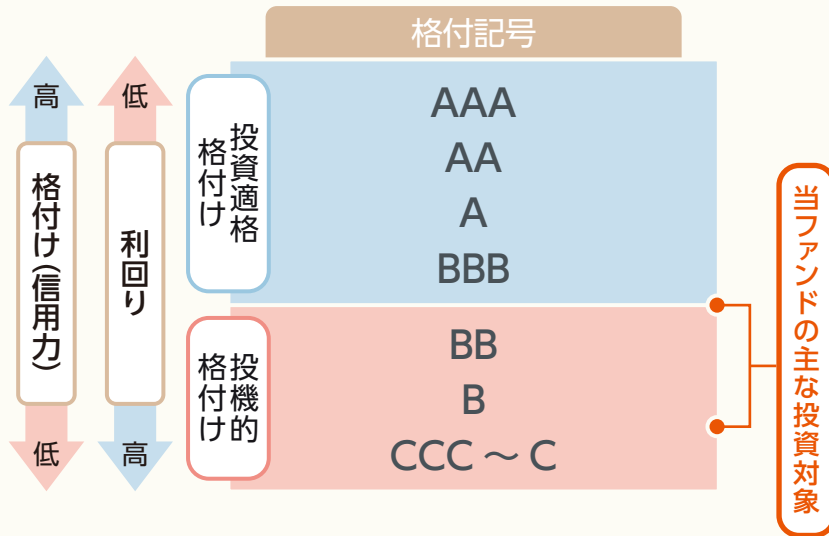 格付記号
高
格付け(信用力)
低
低
利回り
高
投資適格
格付け
AAA
AA
A
BBB
投機的
格付け
BB
B
CCC ～ C
当ファンドの主な投資対象